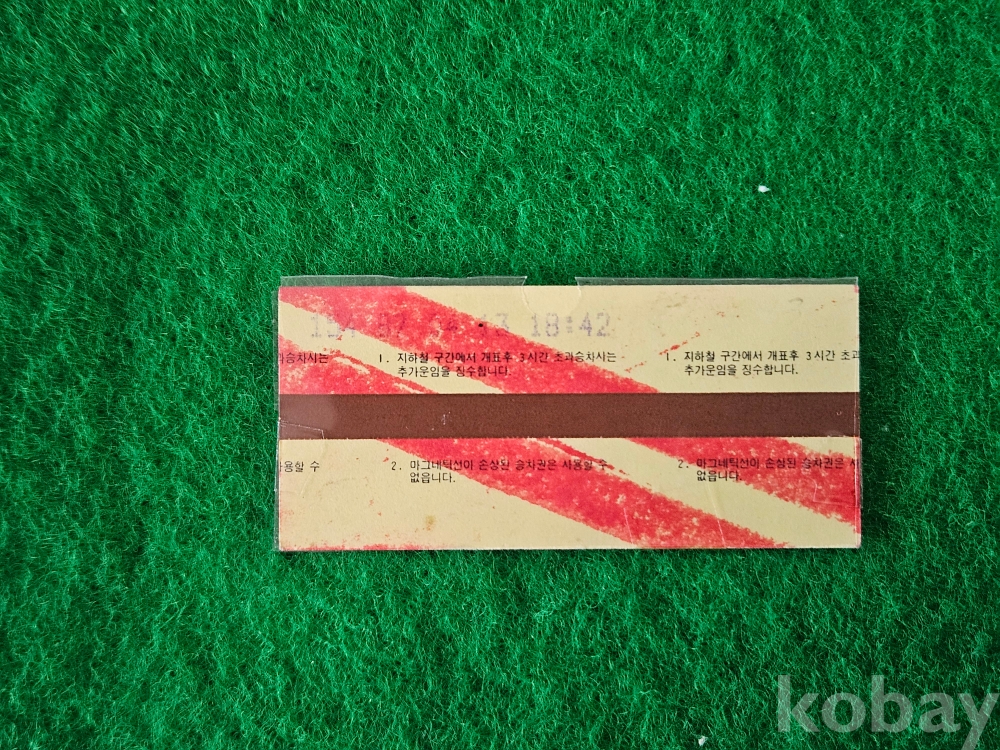 18:42
과승차시는
1. 지하철 구간에서 개표후 3시간 초과승차시는
추가운임을 징수합니다.
1. 지하철 구간에서 개표후 3시간 초과
추가운임을 징수합니다.
사용할 수
2. 마그네틱선이 손상된 승차권은 사용할 수
없읍니다.
2. 마그네틱선이 손상된 승차권은 사
없읍니다.
kobay